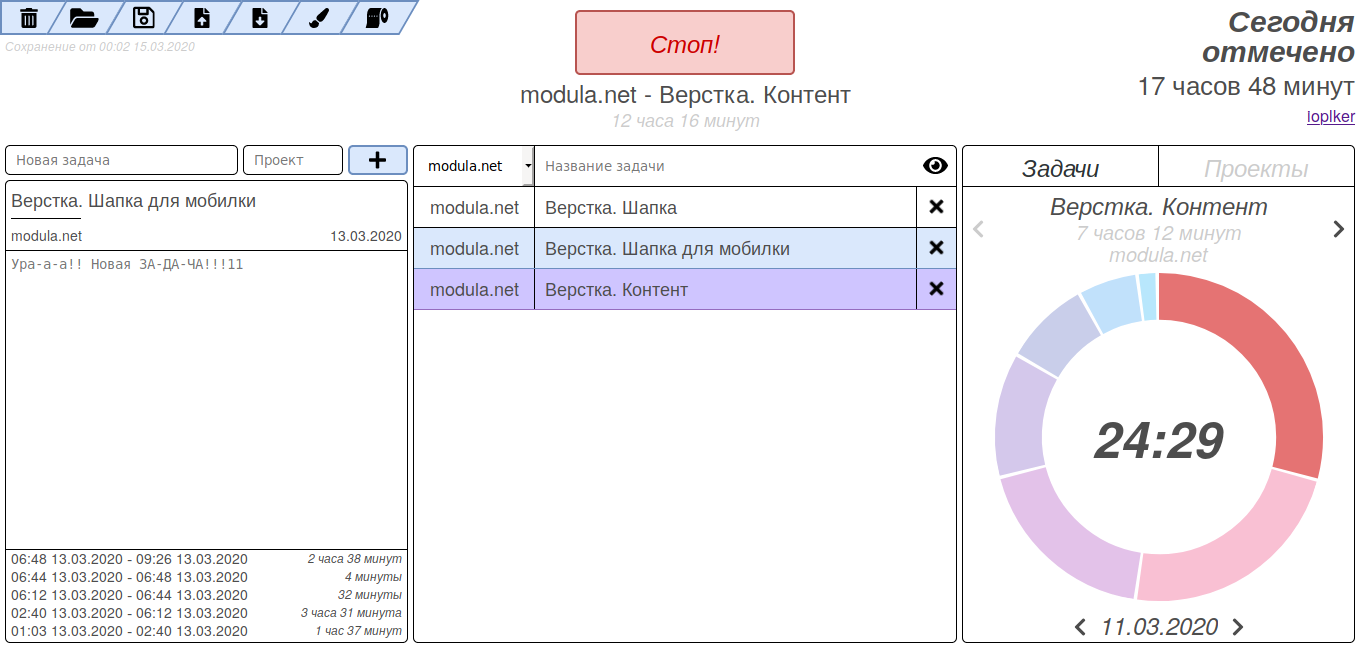 Сохранение от 00:02 15.03.2020
Стоп!
modula.net - Верстка. Контент
12 часа 16 минут
Сегодня
отмечено
17 часов 48 минут
loplker
Новая задача
Проект
Верстка. Шапка для мобилки
modula.net 13.03.2020
Ура-а-а!! Новая ЗА-ДА-ЧА!!!11
06:48 13.03.2020 - 09:26 13.03.2020 2 часа 38 минут
06:44 13.03.2020 - 06:48 13.03.2020 4 минуты
06:12 13.03.2020 - 06:44 13.03.2020 32 минуты
02:40 13.03.2020 - 06:12 13.03.2020 3 часа 31 минута
01:03 13.03.2020 - 02:40 13.03.2020 1 час 37 минут
modula.net Название задачи
modula.net Верстка. Шапка
modula.net Верстка. Шапка для мобилки
modula.net Верстка. Контент
Задачи Проекты
Верстка. Контент
7 часов 12 минут
modula.net
24:29
11.03.2020